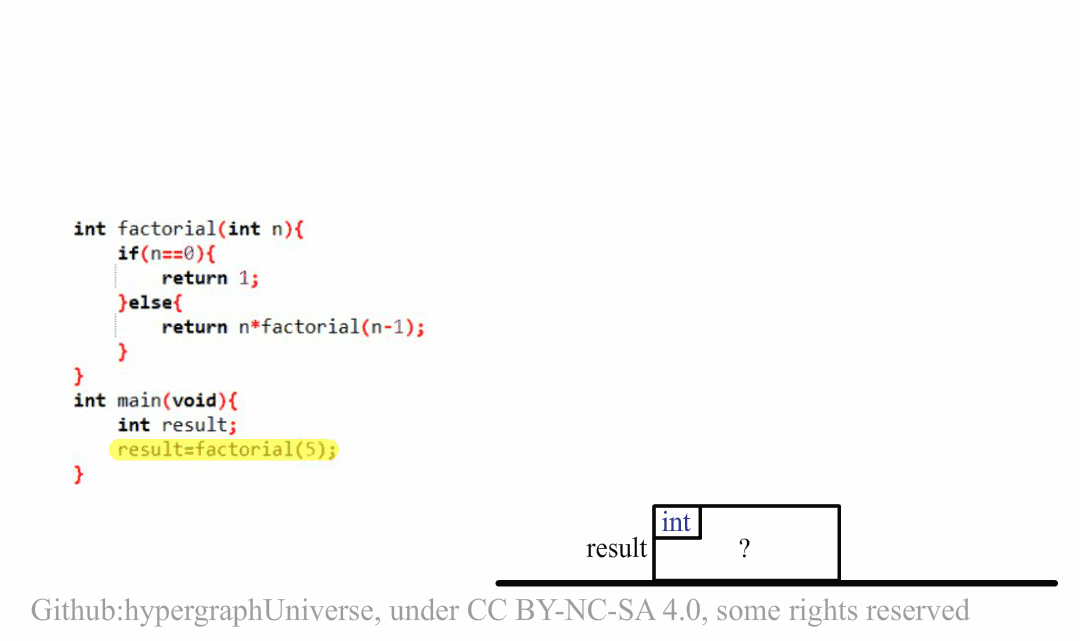 int factorial(int n){
    if(n==0){
        return 1;
    }else{
        return n*factorial(n-1);
    }
}
int main(void){
    int result;
    result=factorial(5);
}
int
result
?
Github:hypergraphUniverse, under CC BY-NC-SA 4.0, some rights reserved